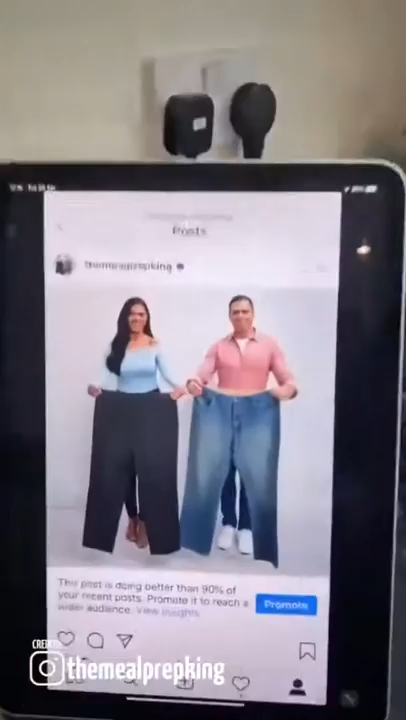 Posts
themealprepking
This post is doing better than 90% of
your recent posts. Promote it to reach a
wider audience. View insights
Promote
CREDIT:
themealprepking